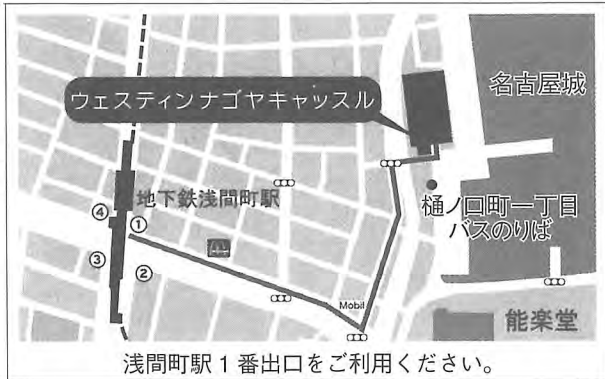 名古屋城
ウェスティンナゴヤキャッスル
地下鉄浅間町駅
④
①
③
②
樋ノ口町一丁目
バスのりば
Mobil
能楽堂
浅間町駅1番出口をご利用ください。